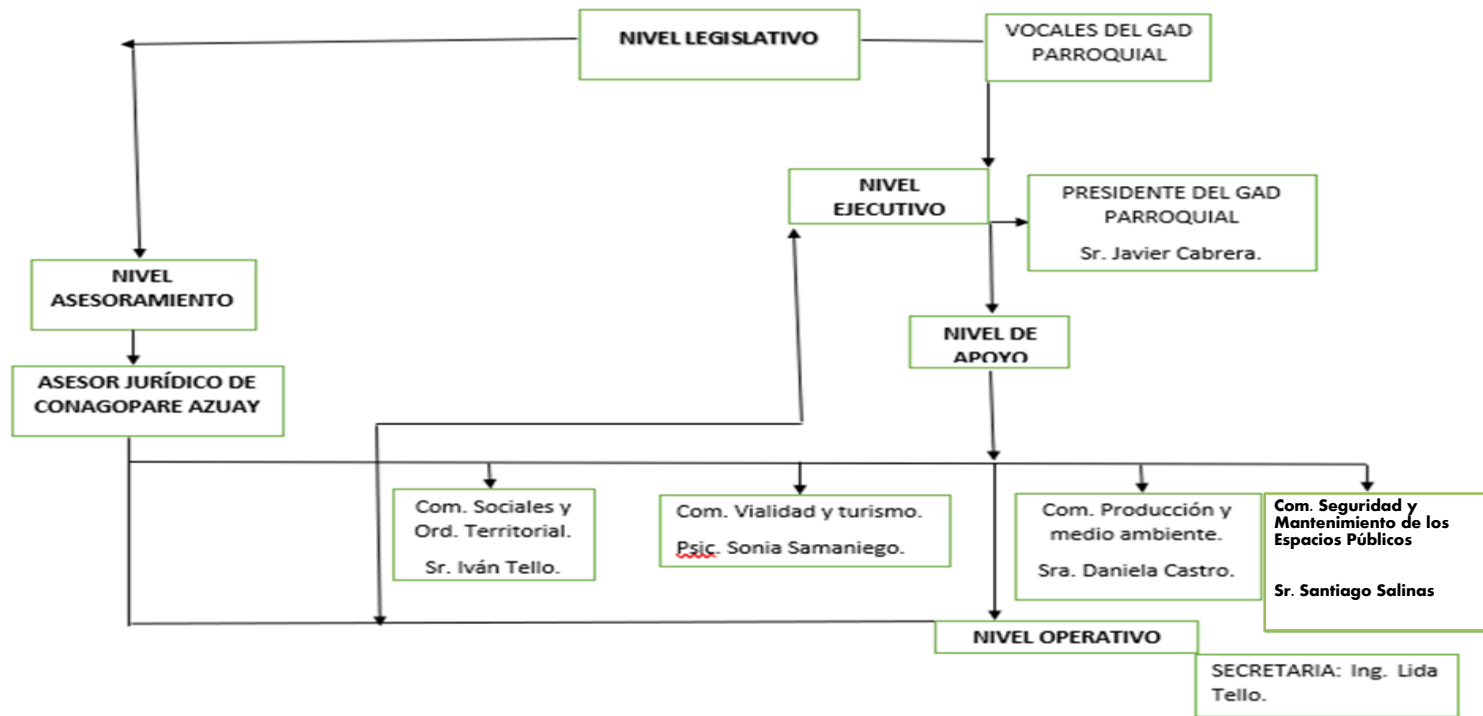 NIVEL LEGISLATIVO
VOCALES DEL GAD
PARROQUIAL
NIVEL
EJECUTIVO
PRESIDENTE DEL GAD
PARROQUIAL
Sr. Javier Cabrera.
NIVEL
ASESORAMIENTO
NIVEL DE
APOYO
ASESOR JURÍDICO DE
CONAGOPARE AZUAY
Com. Sociales y
Ord. Territorial.
Sr. Iván Tello.
Com. Vialidad y turismo.
Psic. Sonia Samaniego.
Com. Producción y
medio ambiente.
Sra. Daniela Castro.
Com. Seguridad y
Mantenimiento de los
Espacios Públicos
Sr. Santiago Salinas
NIVEL OPERATIVO
SECRETARIA: Ing. Lida
Tello.